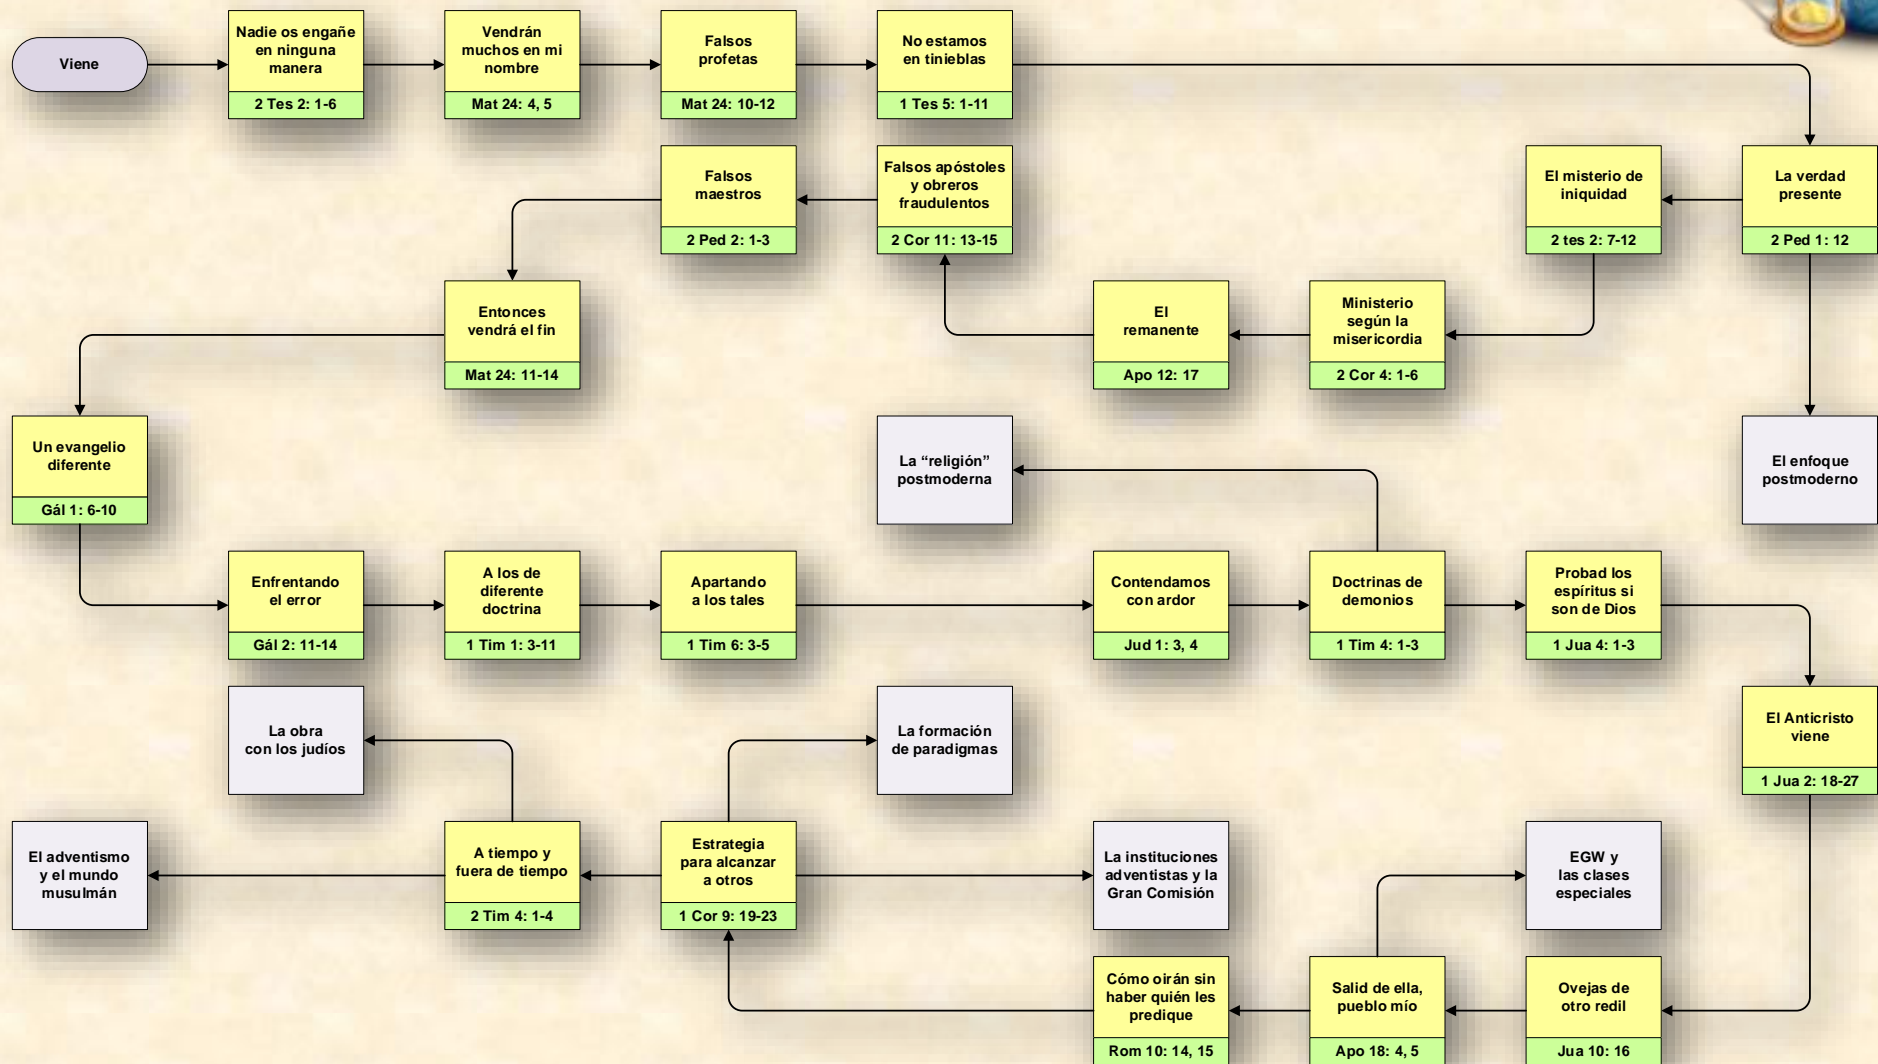 Viene
Nadie os engañe
en ninguna
manera
2 Tes 2: 1-6
Vendrán
muchos en mi
nombre
Mat 24: 4, 5
Falsos
profetas
Mat 24: 10-12
No estamos
en tinieblas
1 Tes 5: 1-11
Falsos
maestros
2 Ped 2: 1-3
Falsos apóstoles
y obreros
fraudulentos
2 Cor 11: 13-15
El misterio de
iniquidad
2 tes 2: 7-12
La verdad
presente
2 Ped 1: 12
Entonces
vendrá el fin
Mat 24: 11-14
El
remanente
Apo 12: 17
Ministerio
según la
misericordia
2 Cor 4: 1-6
Un evangelio
diferente
Gál 1: 6-10
La “religión”
postmoderna
El enfoque
postmoderno
Enfrentando
el error
Gál 2: 11-14
A los de
diferente
doctrina
1 Tim 1: 3-11
Apartando
a los tales
1 Tim 6: 3-5
Contendamos
con ardor
Jud 1: 3, 4
Doctrinas de
demonios
1 Tim 4: 1-3
Probad los
espíritus si
son de Dios
1 Jua 4: 1-3
La obra
con los judíos
La formación
de paradigmas
El Anticristo
viene
1 Jua 2: 18-27
El adventismo
y el mundo
musulmán
A tiempo y
fuera de tiempo
2 Tim 4: 1-4
Estrategia
para alcanzar
a otros
1 Cor 9: 19-23
La instituciones
adventistas y la
Gran Comisión
EGW y
las clases
especiales
Cómo oirán sin
haber quién les
predique
Rom 10: 14, 15
Salid de ella,
pueblo mío
Apo 18: 4, 5
Ovejas de
otro redil
Jua 10: 16